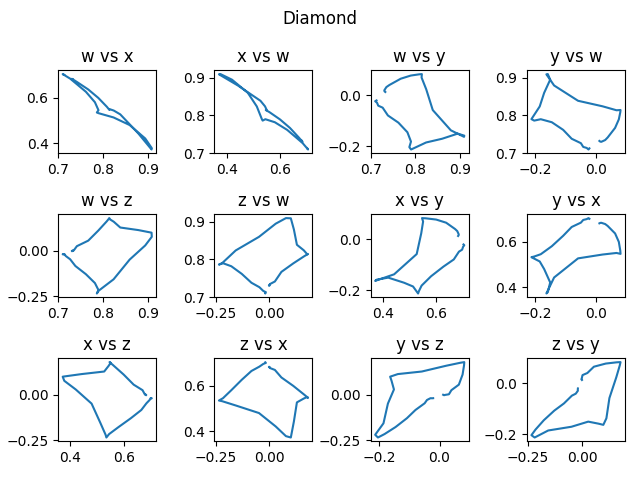 Diamond
w vs x
x vs w
w vs y
y vs w
0.6
0.4
0.7 0.8 0.9
0.9
0.8
0.7
0.4 0.6
0.0
−0.2
0.7 0.8 0.9
0.9
0.8
0.7
−0.2 0.0
w vs z
z vs w
x vs y
y vs x
0.00
−0.25
0.7 0.8 0.9
0.9
0.8
0.7
−0.25 0.00
0.0
−0.2
0.4 0.6
0.6
0.4
−0.2 0.0
x vs z
z vs x
y vs z
z vs y
0.00
−0.25
0.4 0.6
0.6
0.4
−0.25 0.00
0.00
−0.25
−0.2 0.0
0.0
−0.2
−0.25 0.00